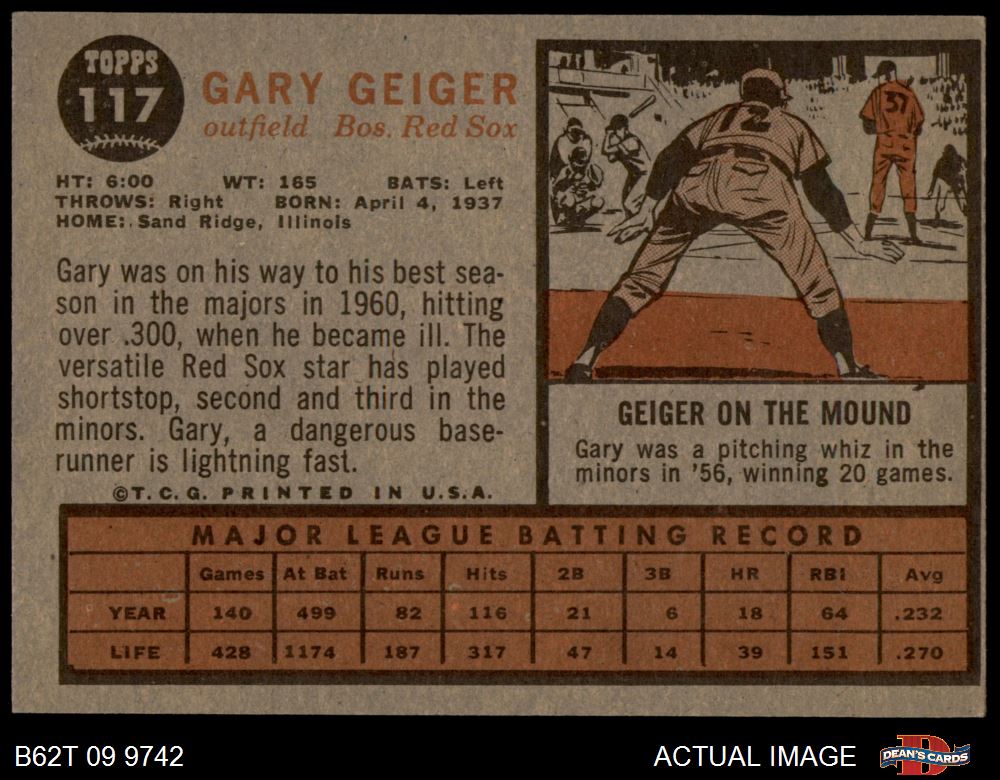 TOPPS
117
GARY GEIGER
outfield Bos. Red Sox
HT: 6:00 WT: 165 BATS: Left
THROWS: Right BORN: April 4, 1937
HOME: Sand Ridge, Illinois
Gary was on his way to his best sea-
son in the majors in 1960, hitting
over .300, when he became ill. The
versatile Red Sox star has played
shortstop, second and third in the
minors. Gary, a dangerous base-
runner is lightning fast.
©T.C.G. PRINTED IN U.S.A.
12
37
GEIGER ON THE MOUND
Gary was a pitching whiz in the
minors in '56, winning 20 games.
MAJOR LEAGUE BATTING RECORD
Games At Bat Runs Hits 2B 3B HR RBI Avg
YEAR 140 499 82 116 21 6 18 64 .232
LIFE 428 1174 187 317 47 14 39 151 .270
B62T 09 9742
ACTUAL IMAGE
DEAN'S CARDS